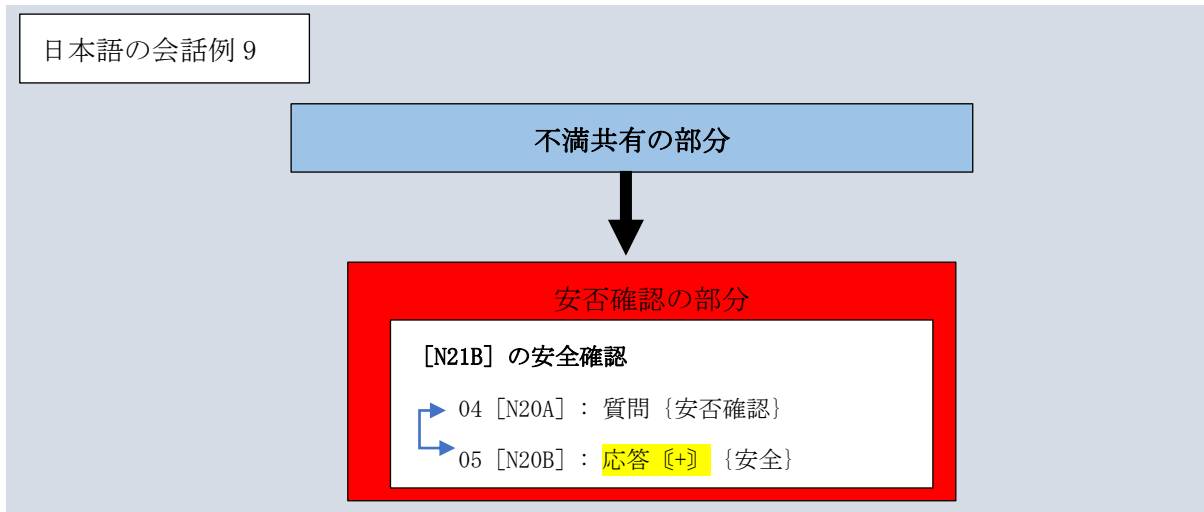 日本語の会話例 9
不満共有の部分
安否確認の部分
［N21B］の安全確認
04［N20A］：質問｛安否確認｝
05［N20B］：応答〔+〕｛安全｝